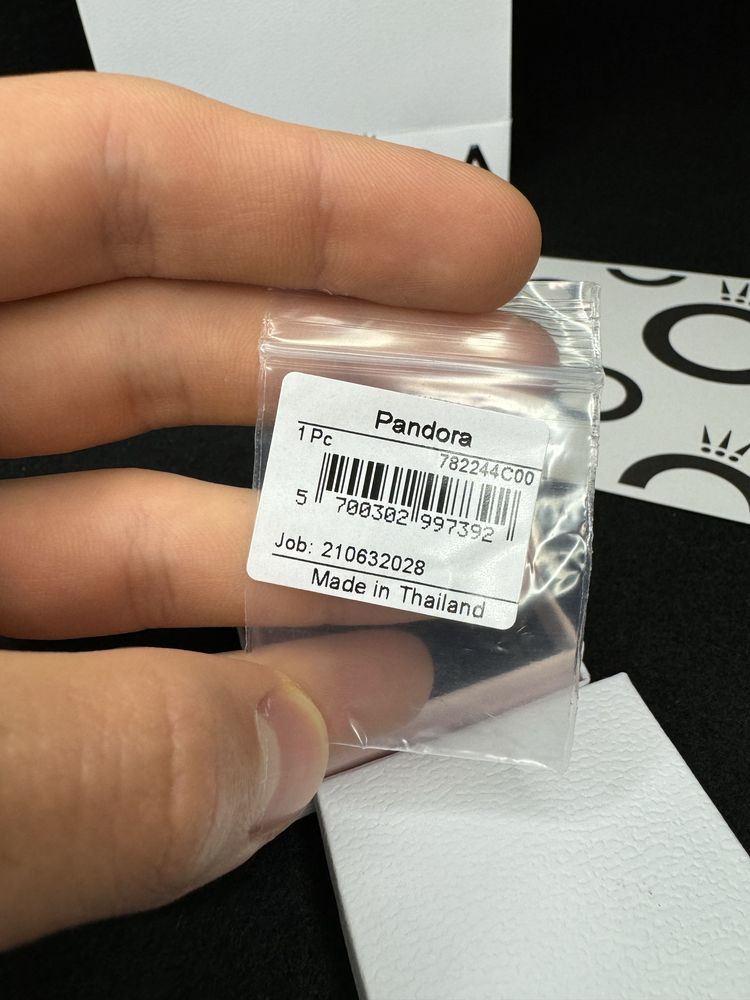 Pandora
1 Pc
782244C00
5 700302 997392
Job: 210632028
Made in Thailand